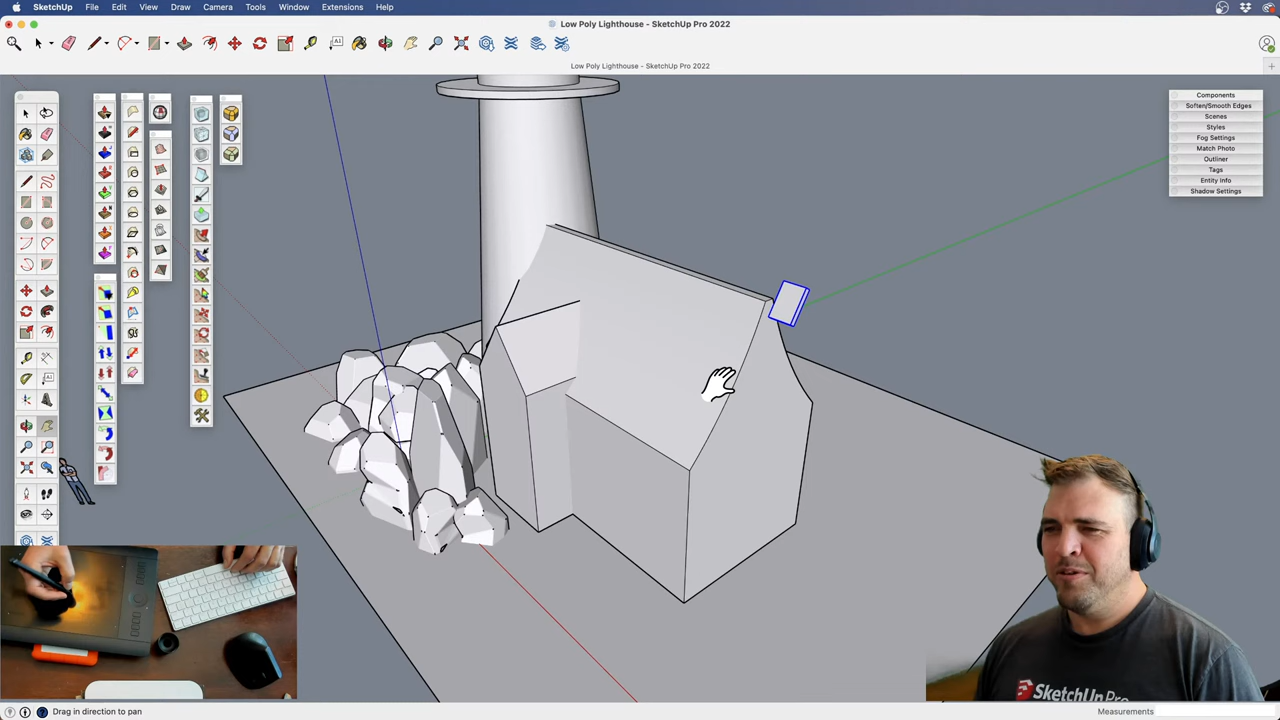 SketchUp File Edit View Draw Camera Tools Window Extensions Help
Low Poly Lighthouse - SketchUp Pro 2022
Low Poly Lighthouse - SketchUp Pro 2022
Components
Soften/Smooth Edges
Scenes
Styles
Fog Settings
Match Photo
Outliner
Tags
Entity Info
Shadow Settings
SketchUp Pro
Drag in direction to pan
Measurements